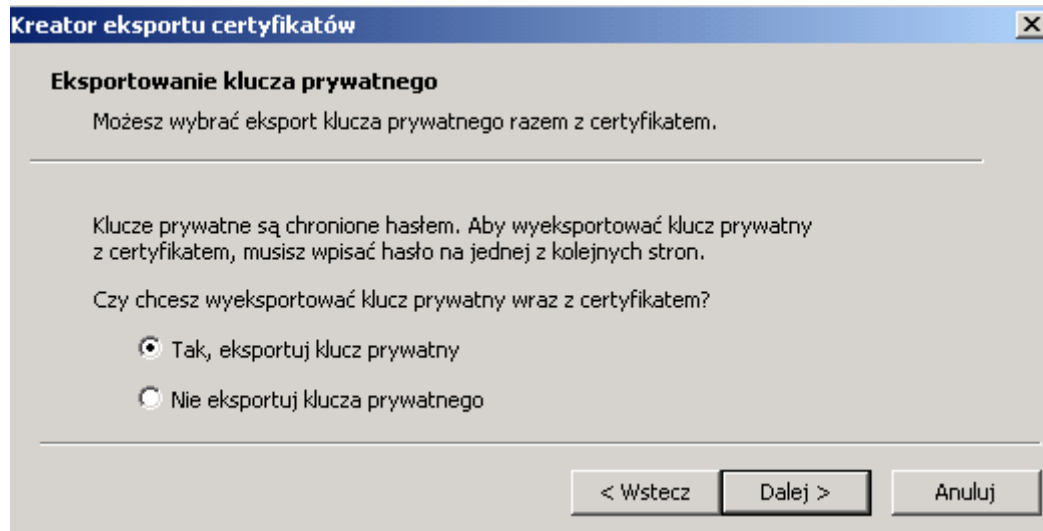 Kreator eksportu certyfikatów
Eksportowanie klucza prywatnego
Możesz wybrać eksport klucza prywatnego razem z certyfikatem.
Klucze prywatne są chronione hasłem. Aby wyeksportować klucz prywatny
z certyfikatem, musisz wpisać hasło na jednej z kolejnych stron.
Czy chcesz wyeksportować klucz prywatny wraz z certyfikatem?
Tak, eksportuj klucz prywatny
Nie eksportuj klucza prywatnego
< Wstecz Dalej > Anuluj